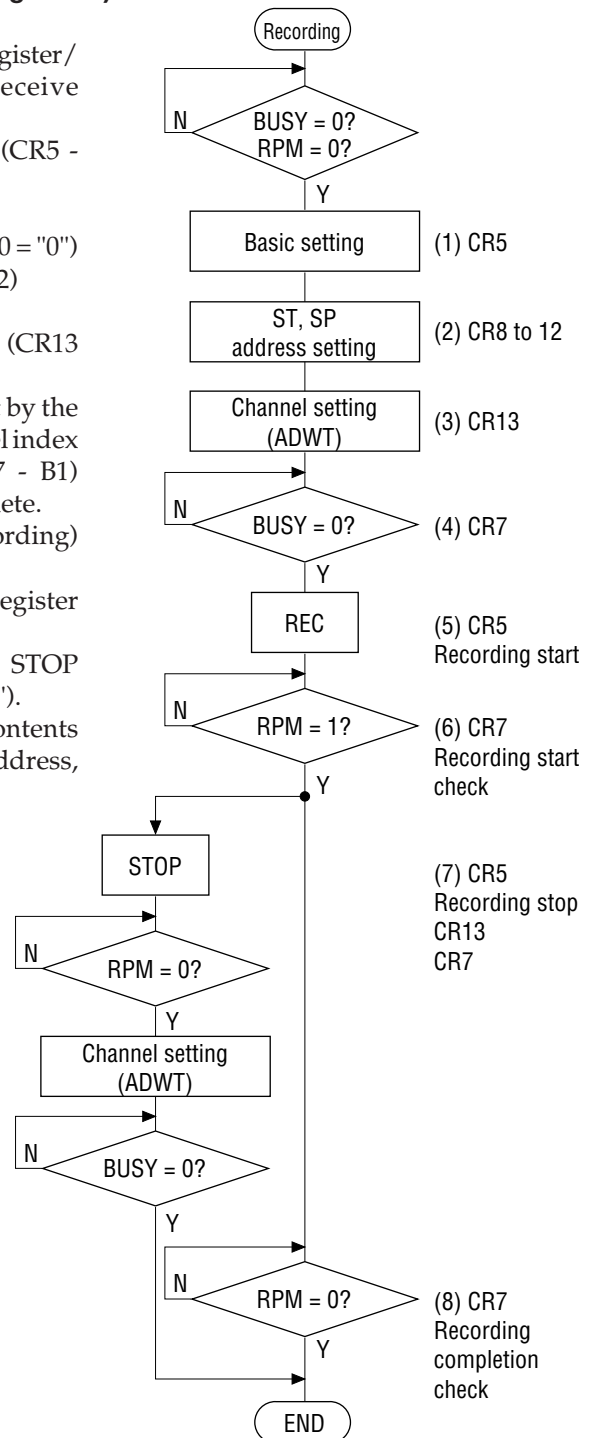 gister/
eceive
(CR5 -
0 = "0")
2)
(CR13
by the
el index
7 - B1)
ete.
ording)
egister
STOP
").
ontents
ddress,
Recording
N
BUSY = 0?
RPM = 0?
Y
Basic setting
(1) CR5
ST, SP
address setting
(2) CR8 to 12
Channel setting
(ADWT)
(3) CR13
N
BUSY = 0?
(4) CR7
Y
REC
(5) CR5
Recording start
N
RPM = 1?
(6) CR7
Recording start
check
Y
STOP
(7) CR5
Recording stop
CR13
CR7
N
RPM = 0?
Y
Channel setting
(ADWT)
N
BUSY = 0?
Y
N
RPM = 0?
(8) CR7
Recording
completion
check
Y
END